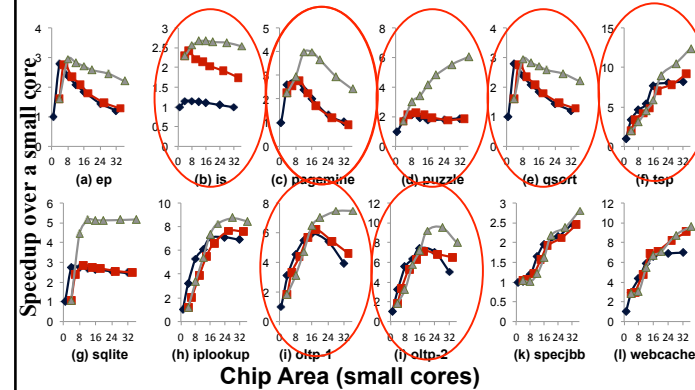 Speedup over a small core
4
3
2
1
0
0 8 16 24 32
(a) ep
3
2.5
2
1.5
1
0.5
0
0 8 16 24 32
(b) is
5
4
3
2
1
0
0 8 16 24 32
(c) pagemine
8
6
4
2
0
0 8 16 24 32
(d) puzzle
4
3
2
1
0
0 8 16 24 32
(e) qsort
15
10
5
0
0 8 16 24 32
(f) tsp
6
5
4
3
2
1
0
0 8 16 24 32
(g) sqlite
10
8
6
4
2
0
0 8 16 24 32
(h) iplookup
8
6
4
2
0
0 8 16 24 32
(i) oltp-1
12
10
8
6
4
2
0
0 8 16 24 32
(i) oltp-2
3
2.5
2
1.5
1
0.5
0
0 8 16 24 32
(k) specjbb
12
10
8
6
4
2
0
0 8 16 24 32
(l) webcache
Chip Area (small cores)